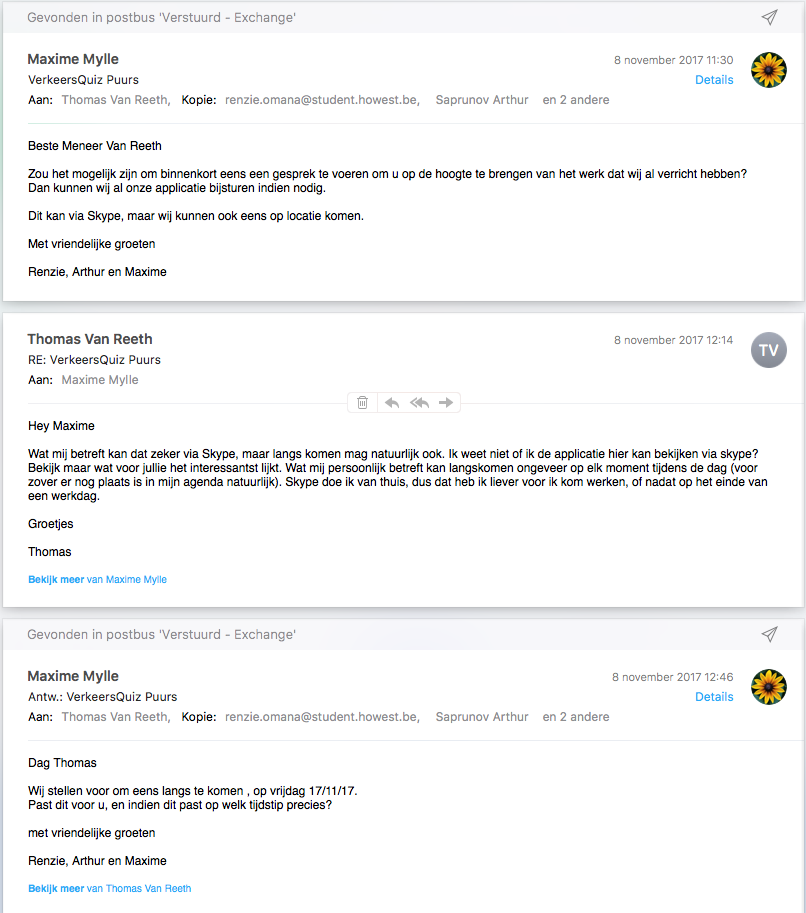 Gevonden in postbus 'Verstuurd - Exchange'
Maxime Mylle
8 november 2017 11:30
VerkeersQuiz Puurs
Details
Aan: Thomas Van Reeth, Kopie: renzie.omana@student.howest.be, Saprunov Arthur en 2 andere
Beste Meneer Van Reeth
Zou het mogelijk zijn om binnenkort eens een gesprek te voeren om u op de hoogte te brengen van het werk dat wij al verricht hebben?
Dan kunnen wij al onze applicatie bijsturen indien nodig.
Dit kan via Skype, maar wij kunnen ook eens op locatie komen.
Met vriendelijke groeten
Renzie, Arthur en Maxime
Thomas Van Reeth
8 november 2017 12:14
TV
RE: VerkeersQuiz Puurs
Aan: Maxime Mylle
Hey Maxime
Wat mij betreft kan dat zeker via Skype, maar langs komen mag natuurlijk ook. Ik weet niet of ik de applicatie hier kan bekijken via skype?
Bekijk maar wat voor jullie het interessantst lijkt. Wat mij persoonlijk betreft kan langskomen ongeveer op elk moment tijdens de dag (voor
zover er nog plaats is in mijn agenda natuurlijk). Skype doe ik van thuis, dus dat heb ik liever voor ik kom werken, of nadat op het einde van
een werkdag.
Groetjes
Thomas
Bekijk meer van Maxime Mylle
Gevonden in postbus 'Verstuurd - Exchange'
Maxime Mylle
8 november 2017 12:46
Antw.: VerkeersQuiz Puurs
Details
Aan: Thomas Van Reeth, Kopie: renzie.omana@student.howest.be, Saprunov Arthur en 2 andere
Dag Thomas
Wij stellen voor om eens langs te komen , op vrijdag 17/11/17.
Past dit voor u, en indien dit past op welk tijdstip precies?
met vriendelijke groeten
Renzie, Arthur en Maxime
Bekijk meer van Thomas Van Reeth